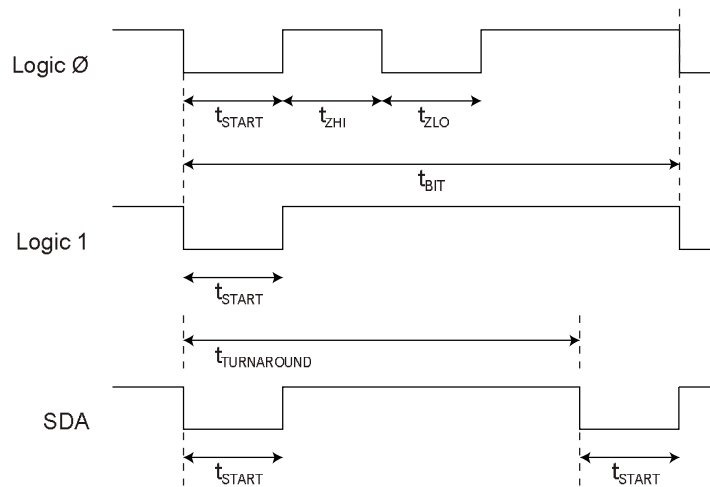 Logic Ø
tSTART tZHI tZLO
tBIT
Logic 1
tSTART
tTURNAROUND
SDA
tSTART tSTART